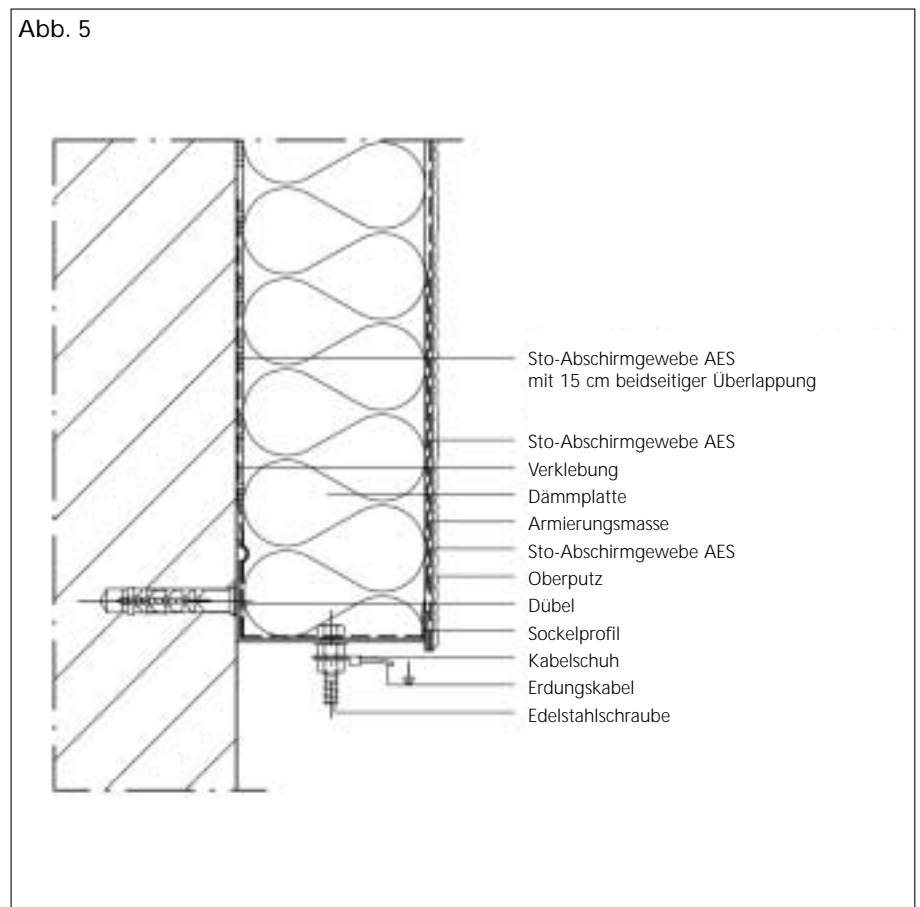 Abb. 5
Sto-Abschirmgewebe AES
mit 15 cm beidseitiger Überlappung
Sto-Abschirmgewebe AES
Verklebung
Dämmplatte
Armierungsmasse
Sto-Abschirmgewebe AES
Oberputz
Dübel
Sockelprofil
Kabelschuh
Erdungskabel
Edelstahlschraube